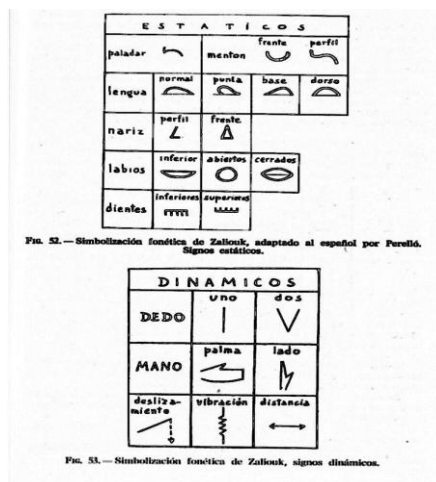 ESTATICOS
paladar menton frente perfil
lengua normal punta base dorso
nariz perfil frente
labios inferior abiertos cerrados
dientes inferiores superiores
FIG. 52. — Simbolización fonética de Zaliouk, adaptado al español por Perelló.
Signos estáticos.
DINAMICOS
DEDO uno dos
MANO palma lado
desliza-
miento vibración distancia
FIG. 53. — Simbolización fonética de Zaliouk, signos dinámicos.